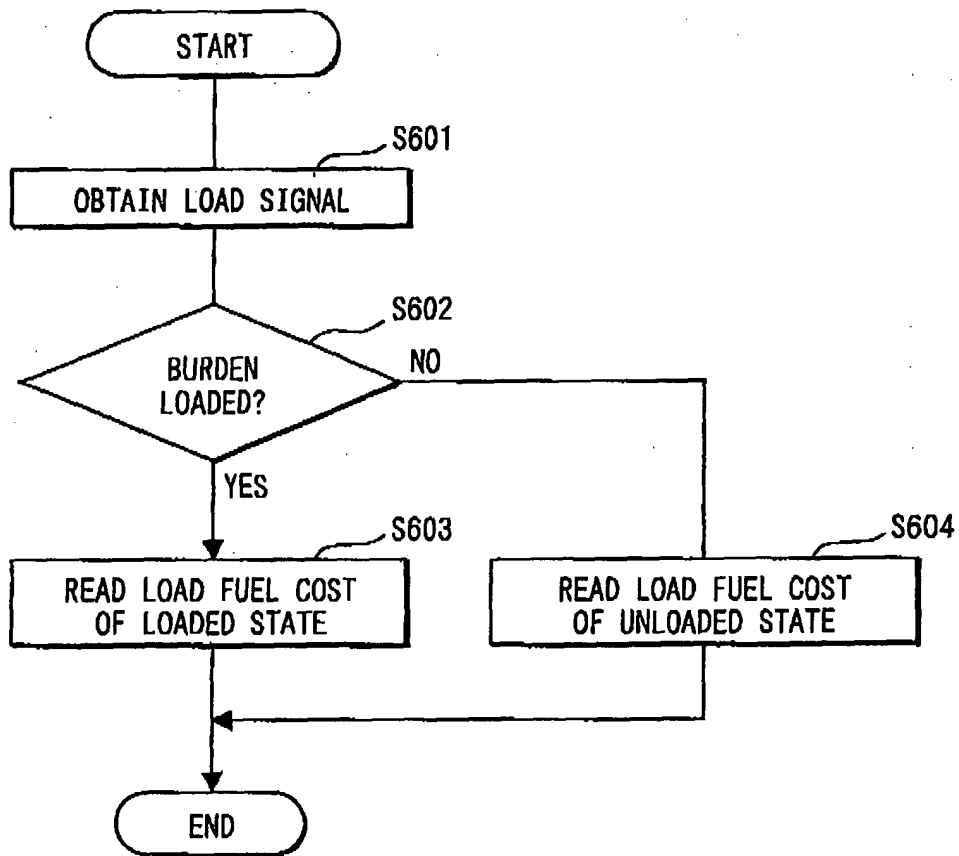 START
S601
OBTAIN LOAD SIGNAL
S602
BURDEN
LOADED?
NO
YES
S603
READ LOAD FUEL COST
OF LOADED STATE
S604
READ LOAD FUEL COST
OF UNLOADED STATE
END